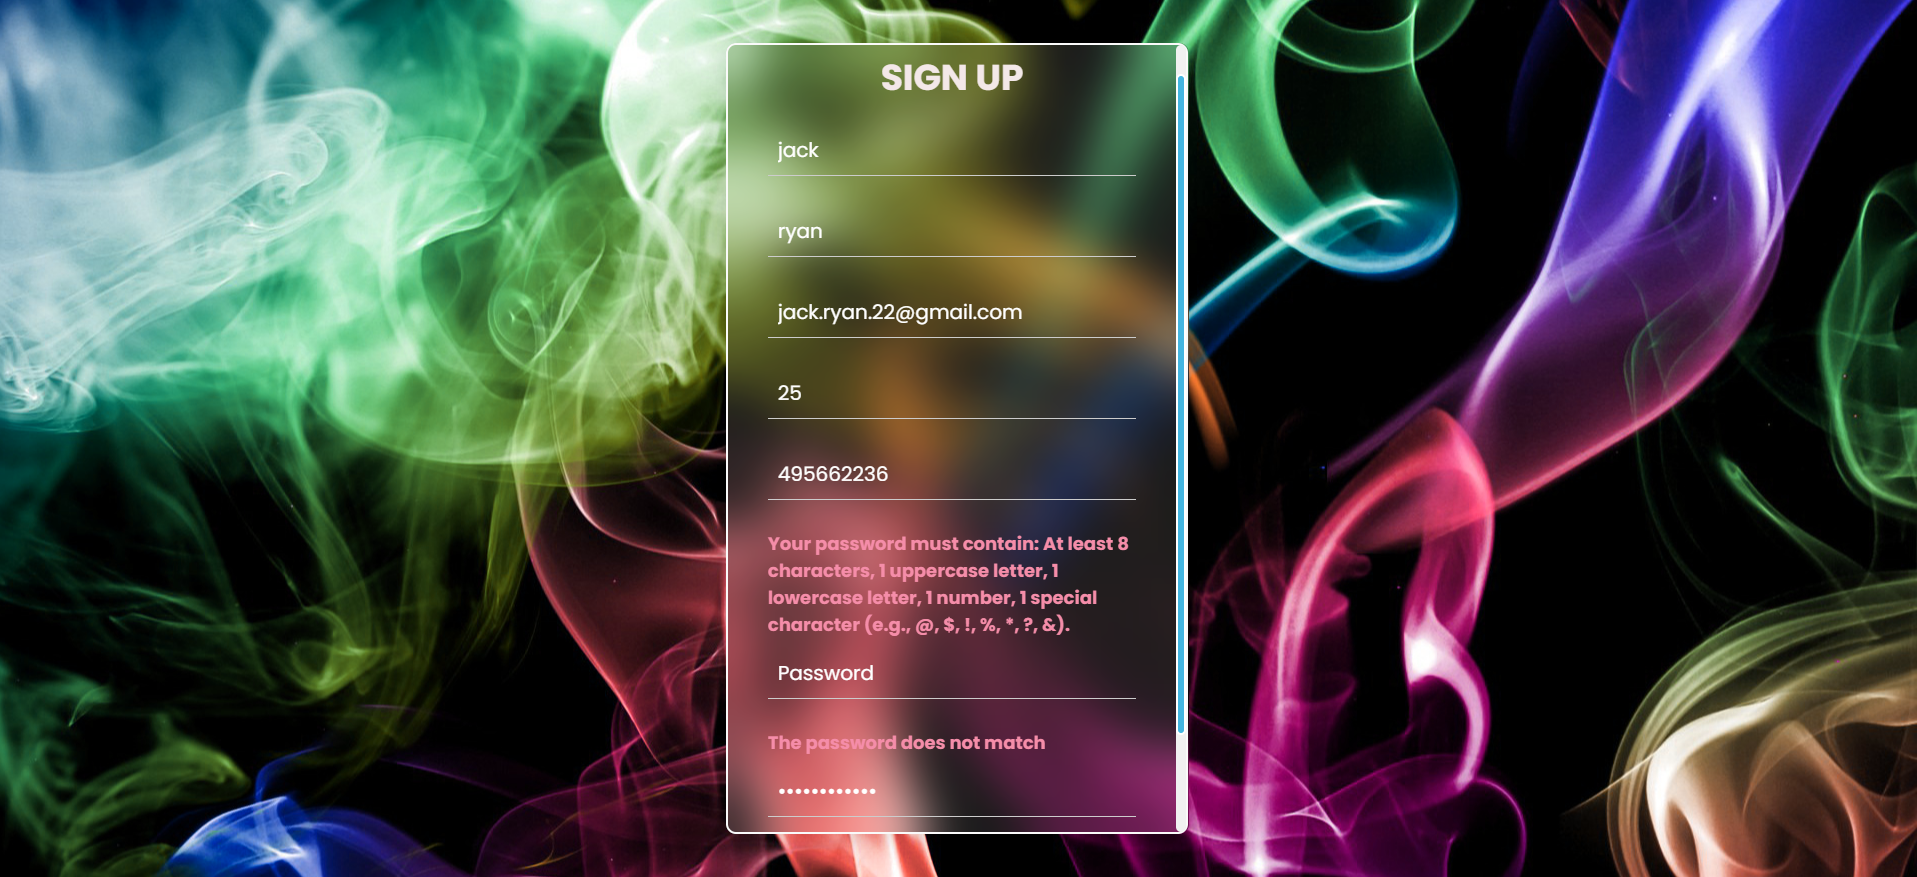 SIGN UP
jack
ryan
jack.ryan.22@gmail.com
25
495662236
Your password must contain: At least 8
characters, 1 uppercase letter, 1
lowercase letter, 1 number, 1 special
character (e.g., @, $, !, %, *, ?, &).
Password
The password does not match
••••••••••••